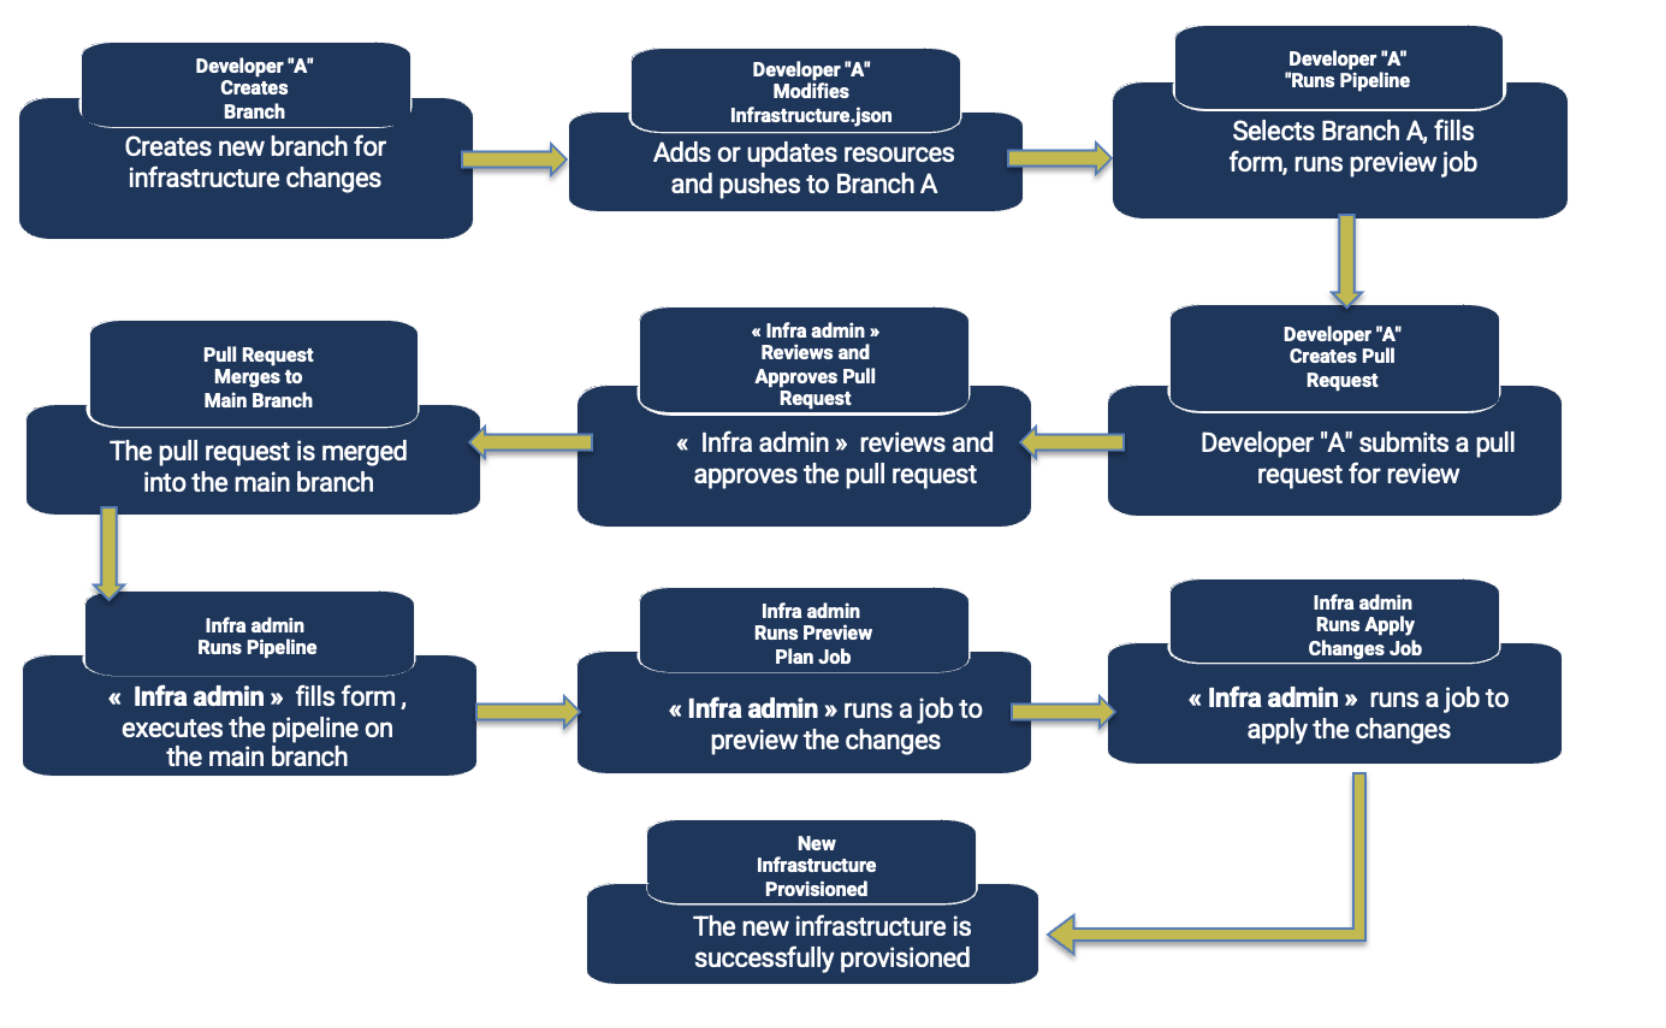 Developer "A"
Creates
Branch
Creates new branch for
infrastructure changes
Developer "A"
Modifies
Infrastructure.json
Adds or updates resources
and pushes to Branch A
Developer "A"
"Runs Pipeline
Selects Branch A, fills
form, runs preview job
Developer "A"
Creates Pull
Request
Developer "A" submits a pull
request for review
« Infra admin »
Reviews and
Approves Pull
Request
« Infra admin » reviews and
approves the pull request
Pull Request
Merges to
Main Branch
The pull request is merged
into the main branch
Infra admin
Runs Pipeline
« Infra admin » fills form ,
executes the pipeline on
the main branch
Infra admin
Runs Preview
Plan Job
« Infra admin » runs a job to
preview the changes
Infra admin
Runs Apply
Changes Job
« Infra admin » runs a job to
apply the changes
New
Infrastructure
Provisioned
The new infrastructure is
successfully provisioned